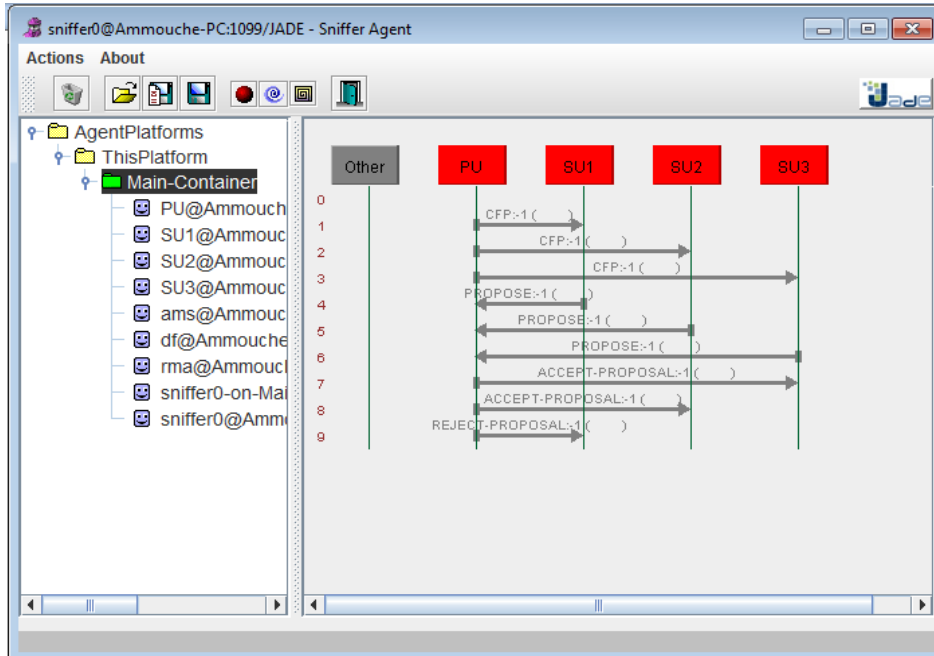 sniffer0@Ammouche-PC:1099/JADE - Sniffer Agent
Actions About
Jade
AgentPlatforms
ThisPlatform
Main-Container
PU@Ammouch
SU1@Ammouc
SU2@Ammouc
SU3@Ammouc
ams@Ammouc
df@Ammouche
rma@Ammoucl
sniffer0-on-Mai
sniffer0@Amm
Other PU SU1 SU2 SU3
0
CFP:-1 ( )
1
CFP:-1 ( )
2
CFP:-1 ( )
3
PROPOSE:-1 ( )
4
PROPOSE:-1 ( )
5
PROPOSE:-1 ( )
6
ACCEPT-PROPOSAL:-1 ( )
7
ACCEPT-PROPOSAL:-1 ( )
8
REJECT-PROPOSAL:-1 ( )
9